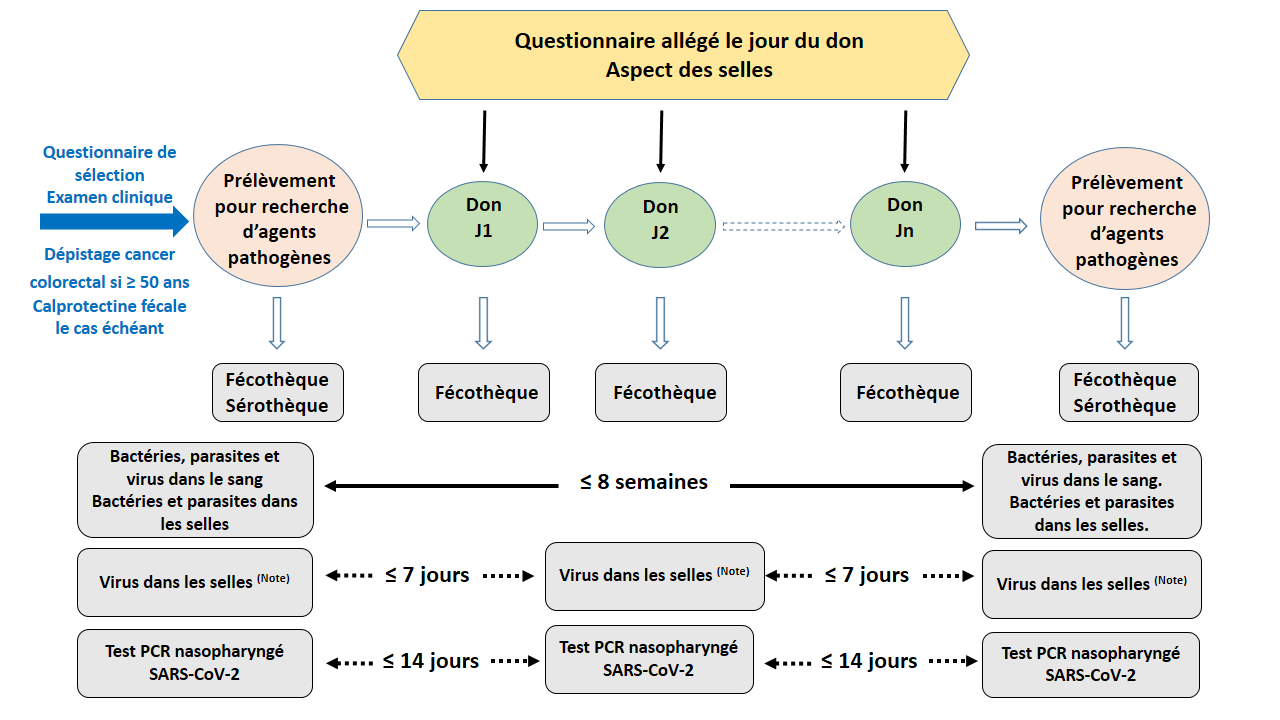 Questionnaire allégé le jour du don
Aspect des selles
Questionnaire de
sélection
Examen clinique
Dépistage cancer
colorectal si ≥ 50 ans
Calprotectine fécale
le cas échéant
Prélèvement
pour recherche
d'agents
pathogènes
Don
J1
Don
J2
Don
Jn
Prélèvement
pour recherche
d'agents
pathogènes
Fécothèque
Sérothèque
Fécothèque
Fécothèque
Fécothèque
Fécothèque
Sérothèque
Bactéries, parasites et
virus dans le sang
Bactéries et parasites dans
les selles
≤ 8 semaines
Bactéries, parasites et
virus dans le sang.
Bactéries et parasites
dans les selles.
Virus dans les selles (Note)
≤ 7 jours
Virus dans les selles (Note)
≤ 7 jours
Virus dans les selles (Note)
Test PCR nasopharyngé
SARS-CoV-2
≤ 14 jours
Test PCR nasopharyngé
SARS-CoV-2
≤ 14 jours
Test PCR nasopharyngé
SARS-CoV-2